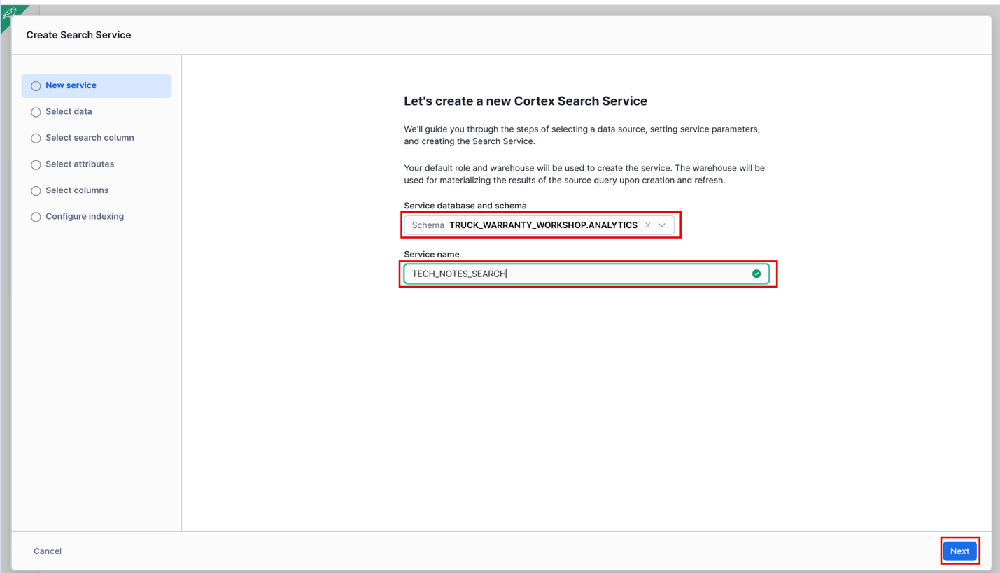 Create Search Service
New service
Select data
Select search column
Select attributes
Select columns
Configure indexing
Let's create a new Cortex Search Service
We'll guide you through the steps of selecting a data source, setting service parameters,
and creating the Search Service.
Your default role and warehouse will be used to create the service. The warehouse will be
used for materializing the results of the source query upon creation and refresh.
Service database and schema
Schema TRUCK_WARRANTY_WORKSHOP.ANALYTICS
Service name
TECH_NOTES_SEARCH
Cancel
Next